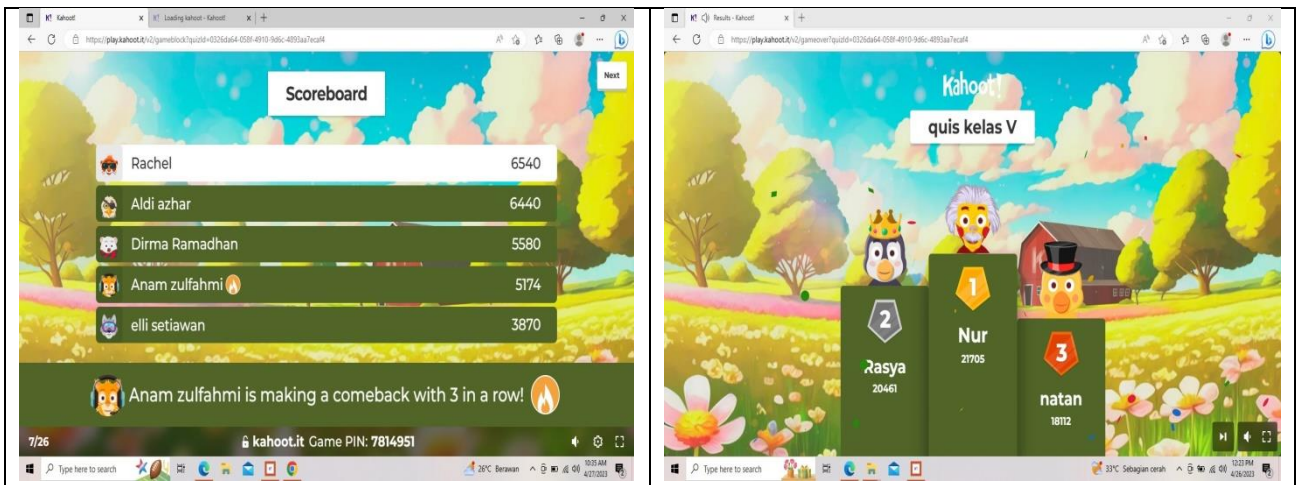 Kahoot!
Loading kahoot - Kahoot!
https://play.kahoot.it/v2/gameblock?quizId=0326da64-058f-4910-9d6c-4893aa7ecaf4
Next
Scoreboard
Rachel 6540
Aldi azhar 6440
Dirma Ramadhan 5580
Anam zulfahmi 5174
elli setiawan 3870
Anam zulfahmi is making a comeback with 3 in a row!
7/26 kahoot.it Game PIN: 7814951
Type here to search
26°C Berawan
10:25 AM
4/27/2023
Results - Kahoot!
https://play.kahoot.it/v2/gameover?quizId=0326da64-058f-4910-9d6c-4893aa7ecaf4
Kahoot!
quis kelas V
1
Nur
21705
2
Rasya
20461
3
natan
18112
Type here to search
33°C Sebagian cerah
12:23 PM
4/26/2023